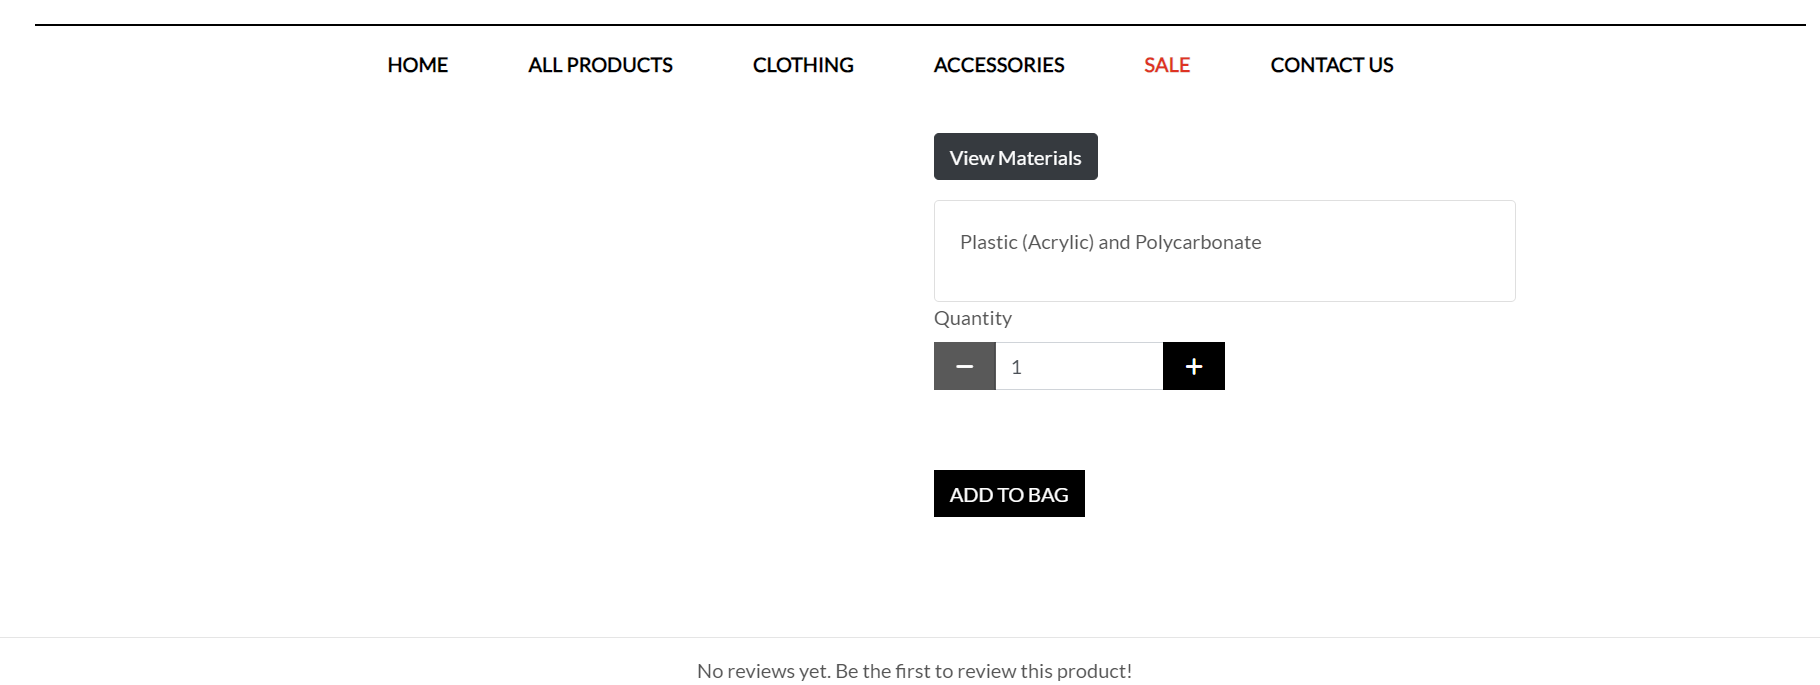 HOME ALL PRODUCTS CLOTHING ACCESSORIES SALE CONTACT US
View Materials
Plastic (Acrylic) and Polycarbonate
Quantity
− 1 +
ADD TO BAG
No reviews yet. Be the first to review this product!